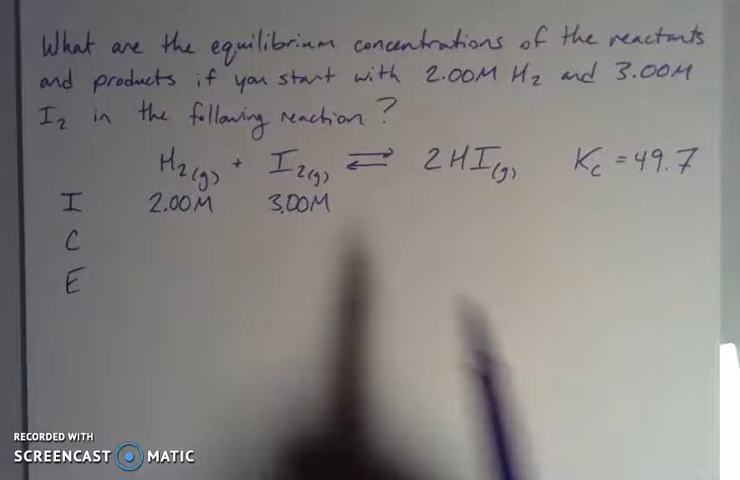 What are the equilibrium concentrations of the reactants
and products if you start with 2.00M H₂ and 3.00M
I₂ in the following reaction?
H₂(g) + I₂(g) ⇌ 2HI(g) Kc = 49.7
I 2.00M 3.00M
C
E
RECORDED WITH
SCREENCAST MATIC